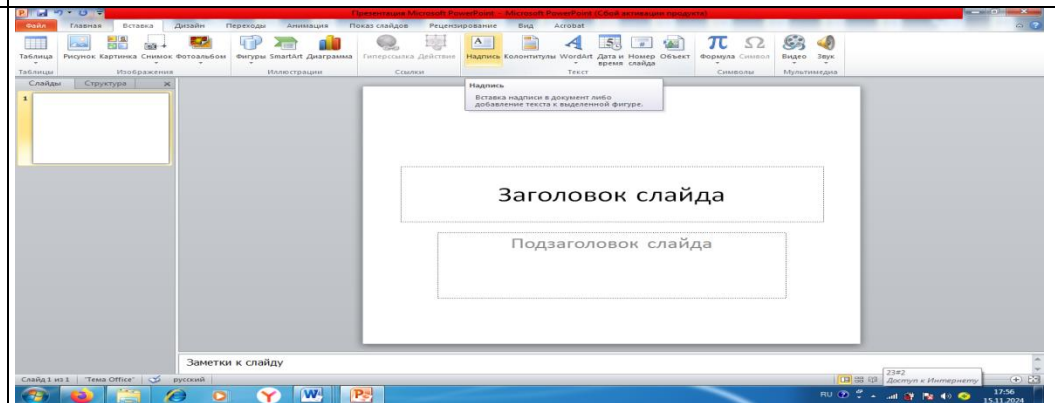 Презентация Microsoft PowerPoint - Microsoft PowerPoint (Сбой активации продукта)
Файл Главная Вставка Дизайн Переходы Анимация Показ слайдов Рецензирование Вид Acrobat
Таблица Рисунок Картинка Снимок Фотоальбом Фигуры SmartArt Диаграмма Гиперссылка Действие Надпись Колонтитулы WordArt Дата и время Номер слайда Объект Формула Символ Видео Звук
Таблицы Изображения Иллюстрации Ссылки Текст Символы Мультимедиа
Слайды Структура
Надпись
Вставка надписи в документ либо
добавление текста к выделенной фигуре.
1
Заголовок слайда
Подзаголовок слайда
Заметки к слайду
Слайд 1 из 1 "Тема Office" русский
23#2
Доступ к Интернету
RU 17:56
15.11.2024